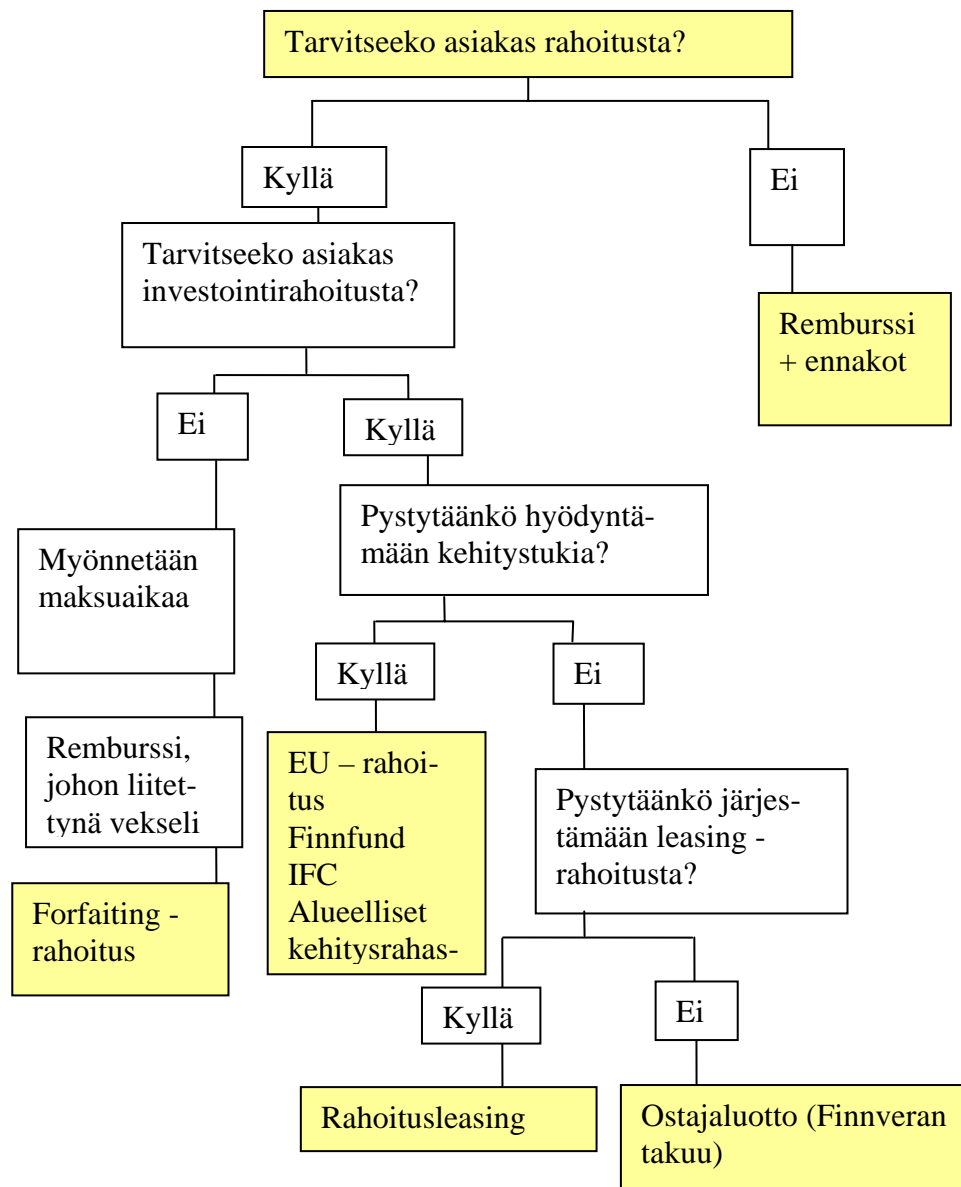 Tarvitseeko asiakas rahoitusta?
Kyllä
Ei
Tarvitseeko asiakas
investointirahoitusta?
Remburssi
+ ennakot
Ei
Kyllä
Pystytäänkö hyödyntä-
mään kehitystukia?
Myönnetään
maksuaikaa
Kyllä
Ei
Remburssi,
johon liitet-
tynä vekseli
EU – rahoi-
tus
Finnfund
IFC
Alueelliset
kehitysrahas-
Pystytäänkö järjes-
tämään leasing -
rahoitusta?
Forfaiting -
rahoitus
Kyllä
Ei
Rahoitusleasing
Ostajaluotto (Finnveran
takuu)